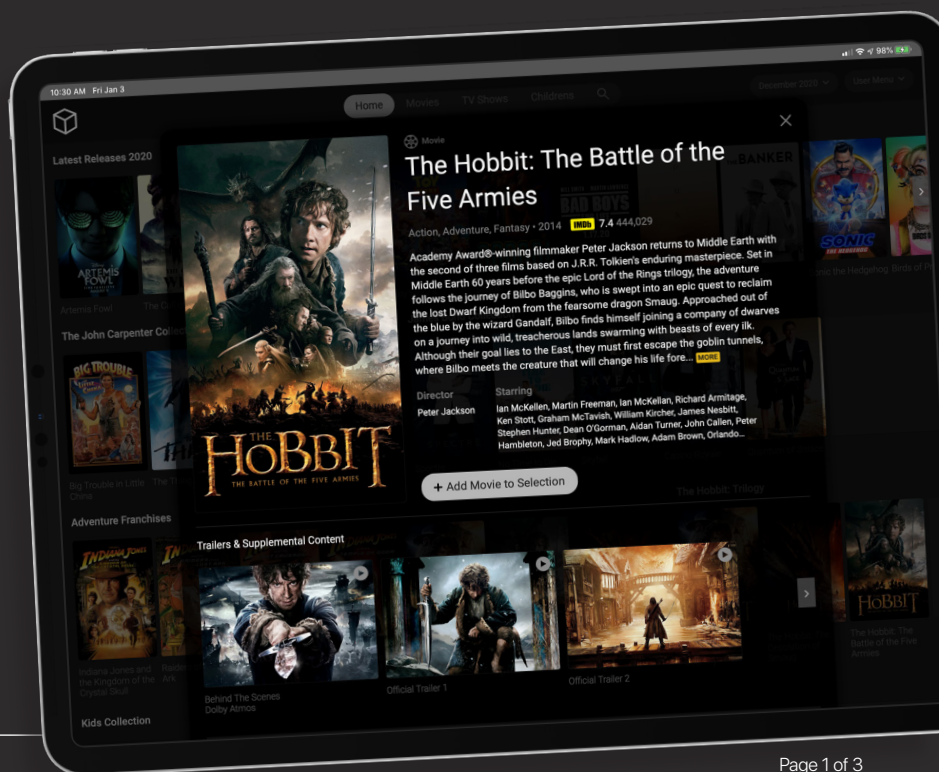 10:30 AM Fri Jan 3
98%
Home Movies TV Shows Childrens
December 2020 User Menu
Latest Releases 2020
ARTEMIS FOWL
Artemis Fowl
The John Carpenter
BIG TROUBLE
Big Trouble in Little China
Adventure Franchises
INDIANA JONES
Indiana Jones and the Kingdom of the Crystal Skull
Ark
Kids Collection
Movie
The Hobbit: The Battle of the
Five Armies
Action, Adventure, Fantasy • 2014 IMDb 7.4 444,029
Academy Award®-winning filmmaker Peter Jackson returns to Middle Earth with
the second of three films based on J.R.R. Tolkien's enduring masterpiece. Set in
Middle Earth 60 years before the epic Lord of the Rings trilogy, the adventure
follows the journey of Bilbo Baggins, who is swept into an epic quest to reclaim
the lost Dwarf Kingdom from the fearsome dragon Smaug. Approached out of
the blue by the wizard Gandalf, Bilbo finds himself joining a company of dwarves
on a journey into wild, treacherous lands swarming with beasts of every ilk.
Although their goal lies to the East, they must first escape the goblin tunnels,
where Bilbo meets the creature that will change his life fore... MORE
Director
Peter Jackson
Starring
Ian McKellen, Martin Freeman, Ian McKellan, Richard Armitage,
Ken Stott, Graham McTavish, William Kircher, James Nesbitt,
Stephen Hunter, Dean O'Gorman, Aidan Turner, John Callen, Peter
Hambleton, Jed Brophy, Mark Hadlow, Adam Brown, Orlando...
THE
HOBBIT
THE BATTLE OF THE FIVE ARMIES
+ Add Movie to Selection
The Hobbit: Trilogy
Trailers & Supplemental Content
Behind The Scenes
Dolby Atmos
Official Trailer 1
Official Trailer 2
BAD BOYS
BANKER
SONIC
THE HEDGEHOG
the Hedgehog
Birds of
SKYFALL
HOBBIT
The Hobbit: The
Battle of the Five
Armies
Page 1 of 3